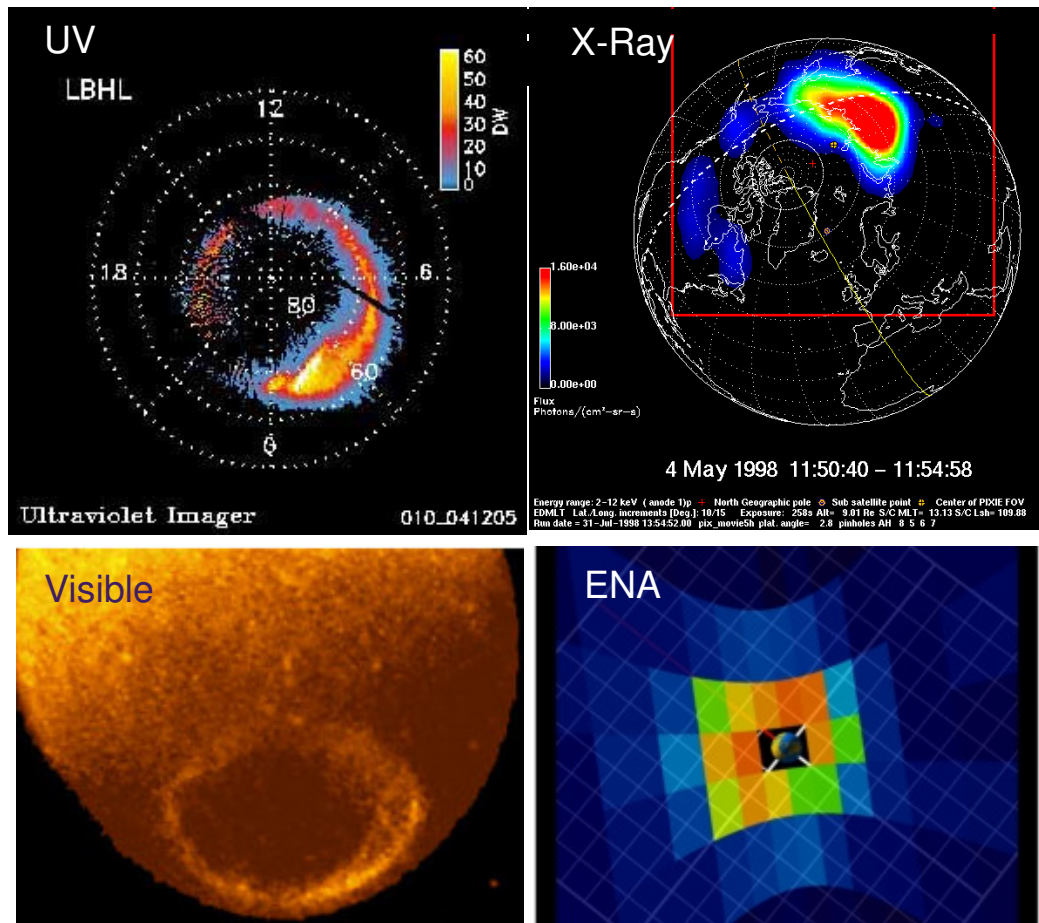 UV
LBHL
60
50
40
30
20
10
0
DW
12
18
6
80
60
0
Ultraviolet Imager
010_041205
X-Ray
1.60e+04
8.00e+03
0.00e+00
Flux
Photons/(cm²-sr-s)
4 May 1998 11:50:40 - 11:54:58
Energy range: 2-12 keV ( anode 1)p + North Geographic pole Sub satellite point Center of PIXIE FOV
EDMLT Lat./Long. increments [Deg.]: 10/15 Exposure: 258s Alt= 9.01 Re S/C MLT= 13.13 S/C Lsh= 109.88
Run date = 31-Jul-1998 13:54:52.00 pix_movie5h plat. angle= 2.8 pinholes AH 8 5 6 7
Visible
ENA